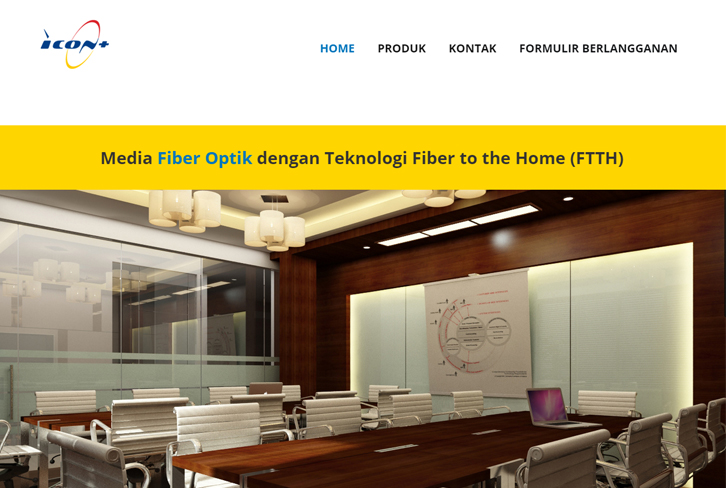 icon+
HOME PRODUK KONTAK FORMULIR BERLANGGANAN
Media Fiber Optik dengan Teknologi Fiber to the Home (FTTH)